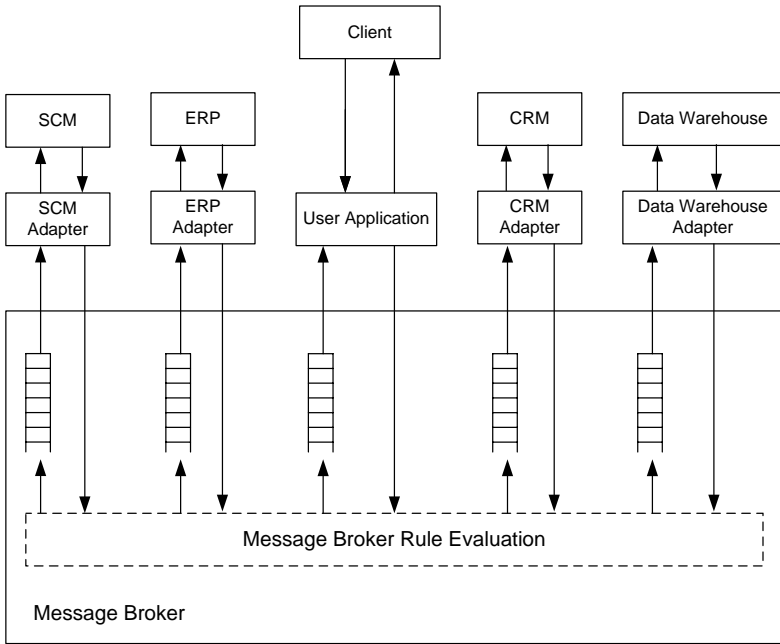 Client
SCM
ERP
CRM
Data Warehouse
SCM
Adapter
ERP
Adapter
User Application
CRM
Adapter
Data Warehouse
Adapter
Message Broker Rule Evaluation
Message Broker